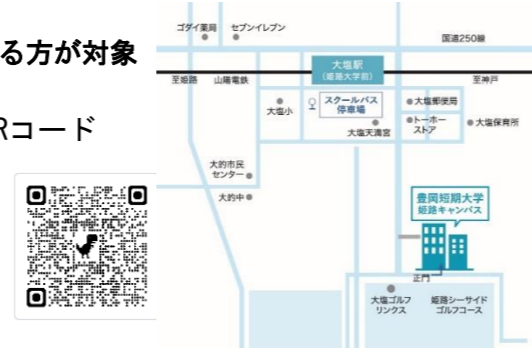 る方が対象
Rコード
ゴダイ薬局
セブンイレブン
国道250線
大塩駅
(姫路大学前)
至姫路
山陽電鉄
至神戸
大塩小
スクールバス
停車場
大塩天満宮
大塩郵便局
トーホー
ストア
大塩保育所
大的市民
センター
大的中
豊岡短期大学
姫路キャンパス
正門
大塩ゴルフ
リンクス
姫路シーサイド
ゴルフコース